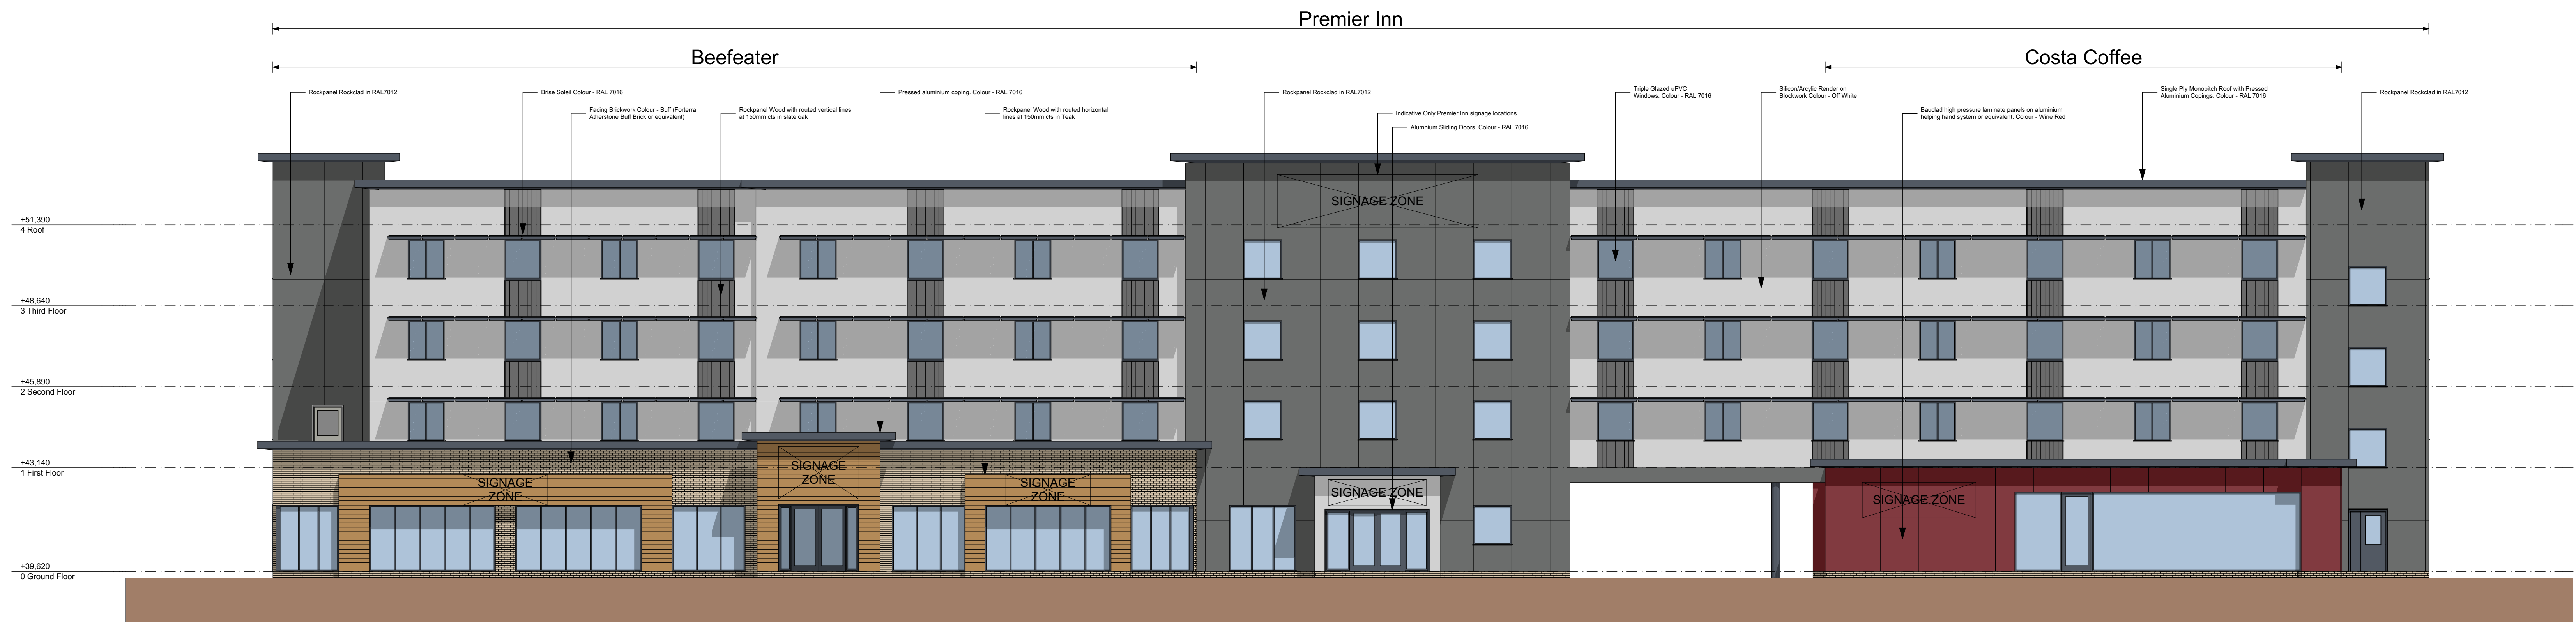 Premier Inn
Beefeater
Costa Coffee
Rockpanel Rockclad in RAL7012
Brise Soleil Colour - RAL 7016
Facing Brickwork Colour - Buff (Forterra
Atherstone Buff Brick or equivalent)
Rockpanel Wood with routed vertical lines
at 150mm cts in slate oak
Pressed aluminium coping. Colour - RAL 7016
Rockpanel Wood with routed horizontal
lines at 150mm cts in Teak
Rockpanel Rockclad in RAL7012
Indicative Only Premier Inn signage locations
Alumnium Sliding Doors. Colour - RAL 7016
Triple Glazed uPVC
Windows. Colour - RAL 7016
Silicon/Arcylic Render on
Blockwork Colour - Off White
Bauclad high pressure laminate panels on aluminium
helping hand system or equivalent. Colour - Wine Red
Single Ply Monopitch Roof with Pressed
Aluminium Copings. Colour - RAL 7016
Rockpanel Rockclad in RAL7012
SIGNAGE ZONE
+51,390
4 Roof
+48,640
3 Third Floor
+45,890
2 Second Floor
+43,140
1 First Floor
SIGNAGE
ZONE
SIGNAGE
ZONE
SIGNAGE
ZONE
SIGNAGE ZONE
SIGNAGE ZONE
+39,620
0 Ground Floor